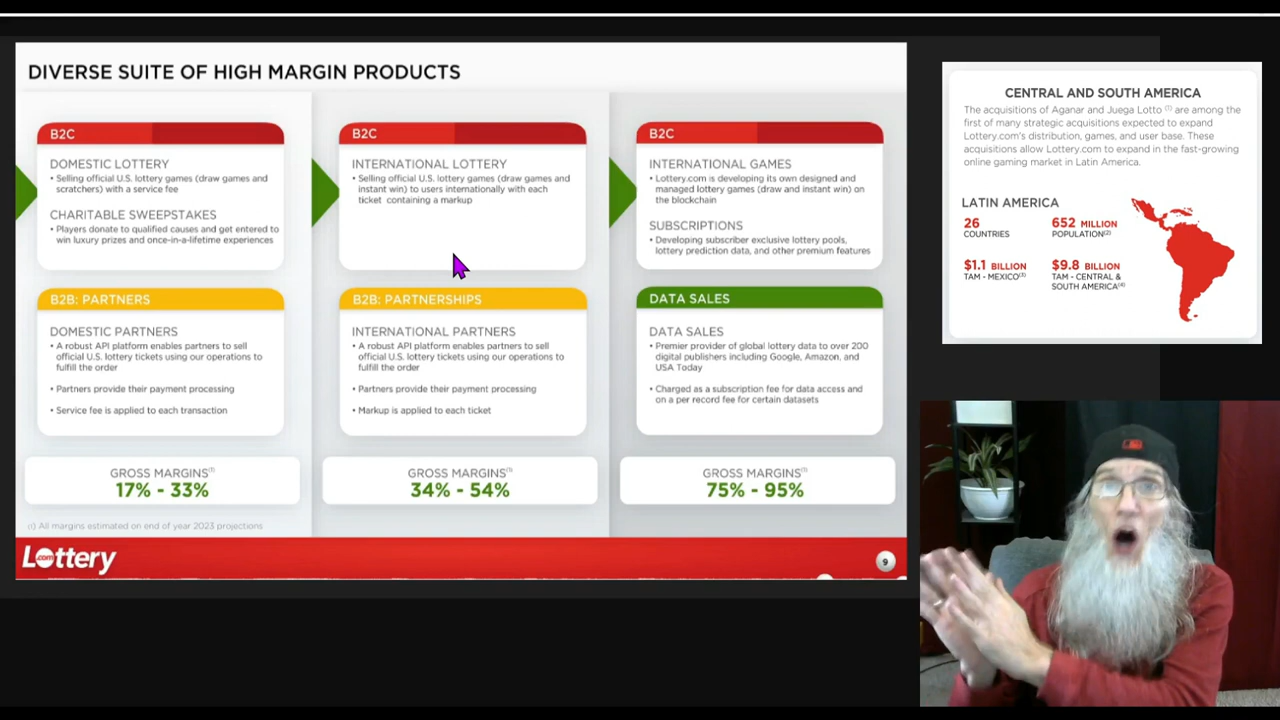 DIVERSE SUITE OF HIGH MARGIN PRODUCTS
B2C
DOMESTIC LOTTERY
• Selling official U.S. lottery games (draw games and
scratchers) with a service fee
CHARITABLE SWEEPSTAKES
• Players donate to qualified causes and get entered to
win luxury prizes and once-in-a-lifetime experiences
B2C
INTERNATIONAL LOTTERY
• Selling official U.S. lottery games (draw games and
instant win) to users internationally with each
ticket containing a markup
B2C
INTERNATIONAL GAMES
• Lottery.com is developing its own designed and
managed lottery games (draw and instant win) on
the blockchain
SUBSCRIPTIONS
• Developing subscriber exclusive lottery pools,
lottery prediction data, and other premium features
B2B: PARTNERS
DOMESTIC PARTNERS
• A robust API platform enables partners to sell
official U.S. lottery tickets using our operations to
fulfill the order
• Partners provide their payment processing
• Service fee is applied to each transaction
B2B: PARTNERSHIPS
INTERNATIONAL PARTNERS
• A robust API platform enables partners to sell
official U.S. lottery tickets using our operations to
fulfill the order
• Partners provide their payment processing
• Markup is applied to each ticket
DATA SALES
DATA SALES
• Premier provider of global lottery data to over 200
digital publishers including Google, Amazon, and
USA Today
• Charged as a subscription fee for data access and
on a per record fee for certain datasets
GROSS MARGINS(1)
17% - 33%
GROSS MARGINS(1)
34% - 54%
GROSS MARGINS(1)
75% - 95%
(1) All margins estimated on end of year 2023 projections
Lottery.com
9
CENTRAL AND SOUTH AMERICA
The acquisitions of Aganar and Juega Lotto (1) are among the
first of many strategic acquisitions expected to expand
Lottery.com's distribution, games, and user base. These
acquisitions allow Lottery.com to expand in the fast-growing
online gaming market in Latin America.
LATIN AMERICA
26
COUNTRIES
652 MILLION
POPULATION(2)
$1.1 BILLION
TAM - MEXICO(3)
$9.8 BILLION
TAM - CENTRAL &
SOUTH AMERICA(4)